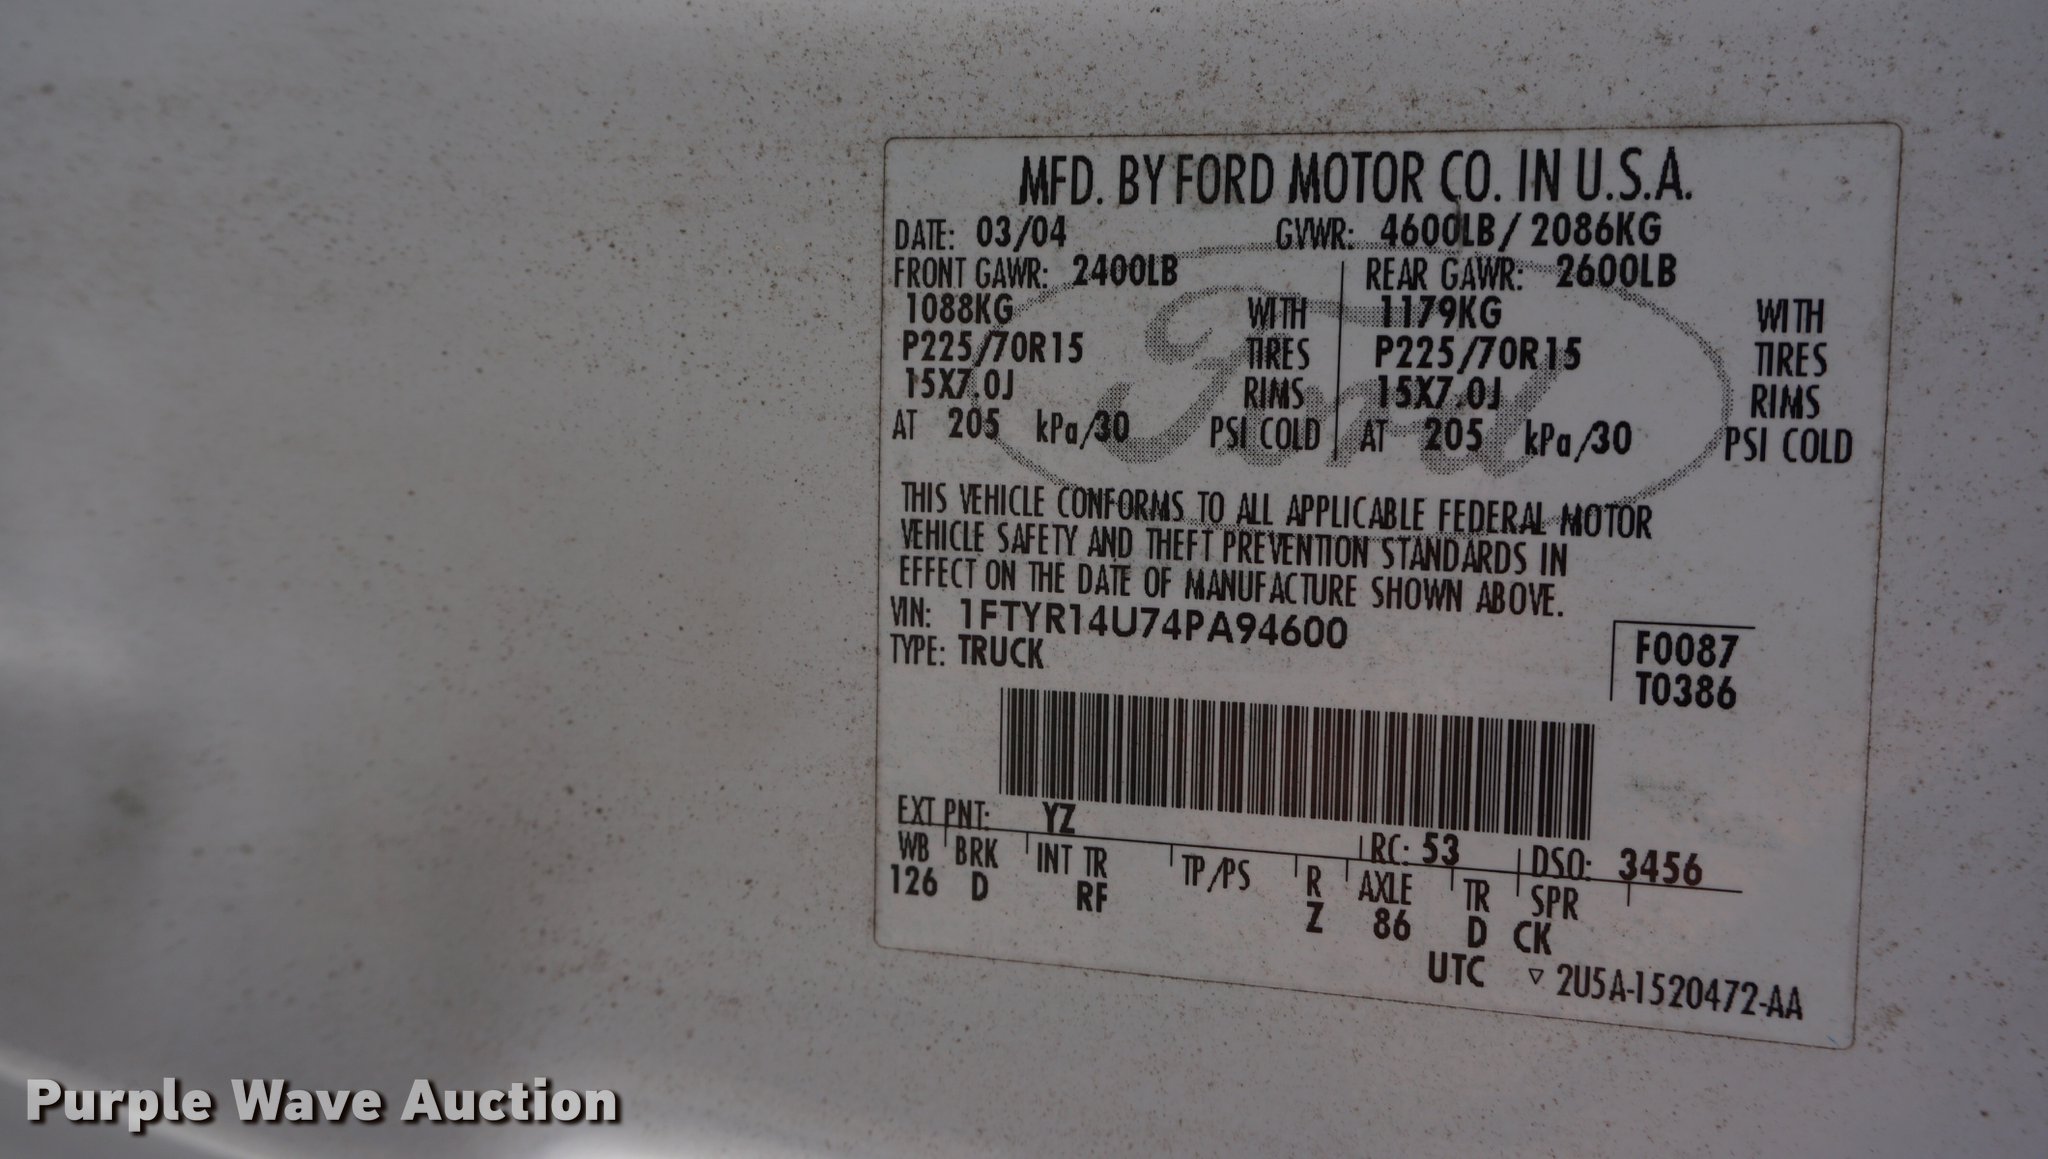 MFD. BY FORD MOTOR CO. IN U.S.A.
DATE: 03/04 GVWR: 4600LB/ 2086KG
FRONT GAWR: 2400LB REAR GAWR: 2600LB
1088KG WITH 1179KG WITH
P225/70R15 TIRES P225/70R15 TIRES
15X7.0J RIMS 15X7.0J RIMS
AT 205 kPa/30 PSI COLD AT 205 kPa/30 PSI COLD
Ford
THIS VEHICLE CONFORMS TO ALL APPLICABLE FEDERAL MOTOR
VEHICLE SAFETY AND THEFT PREVENTION STANDARDS IN
EFFECT ON THE DATE OF MANUFACTURE SHOWN ABOVE.
VIN: 1FTYR14U74PA94600
TYPE: TRUCK
F0087
T0386
EXT PNT: YZ RC: 53 DSO: 3456
WB BRK INT TR TP/PS R AXLE TR SPR
126 D RF Z 86 D CK
UTC ▽ 2U5A-1520472-AA
Purple Wave Auction